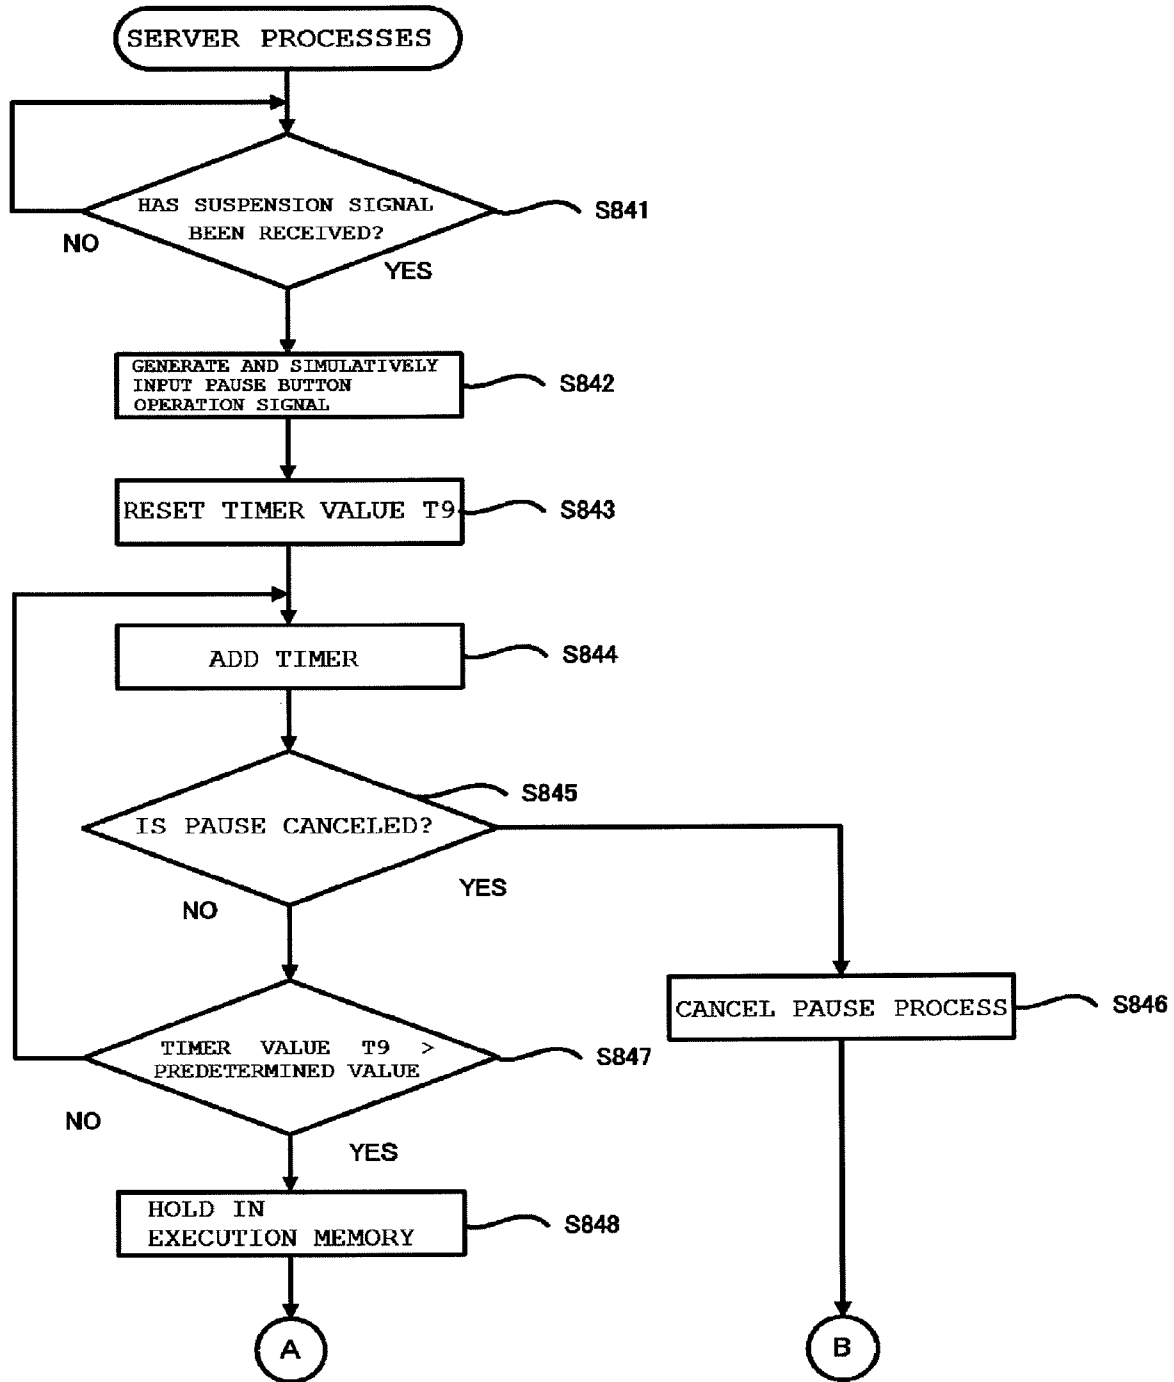 SERVER PROCESSES
HAS SUSPENSION SIGNAL
BEEN RECEIVED?
S841
NO
YES
GENERATE AND SIMULATIVELY
INPUT PAUSE BUTTON
OPERATION SIGNAL
S842
RESET TIMER VALUE T9
S843
ADD TIMER
S844
S845
IS PAUSE CANCELED?
YES
NO
CANCEL PAUSE PROCESS
S846
TIMER VALUE T9 >
PREDETERMINED VALUE
S847
NO
YES
HOLD IN
EXECUTION MEMORY
S848
A
B